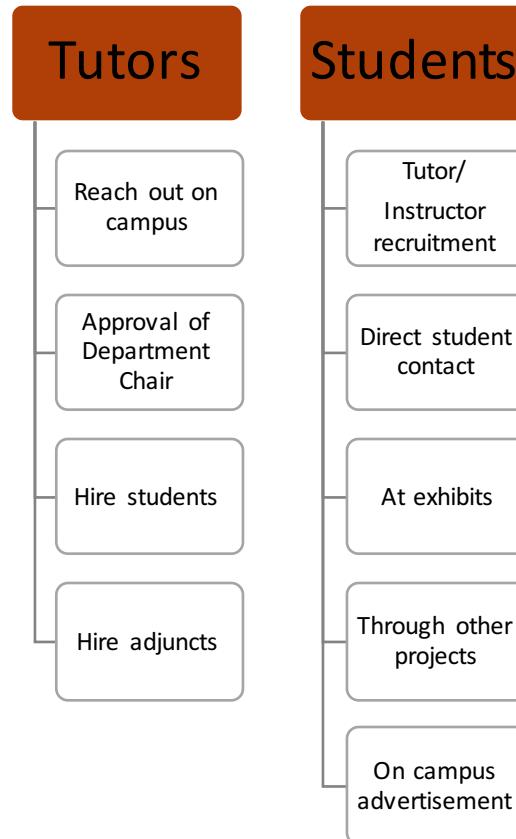 Tutors
Reach out on
campus
Approval of
Department
Chair
Hire students
Hire adjuncts
Students
Tutor/
Instructor
recruitment
Direct student
contact
At exhibits
Through other
projects
On campus
advertisement